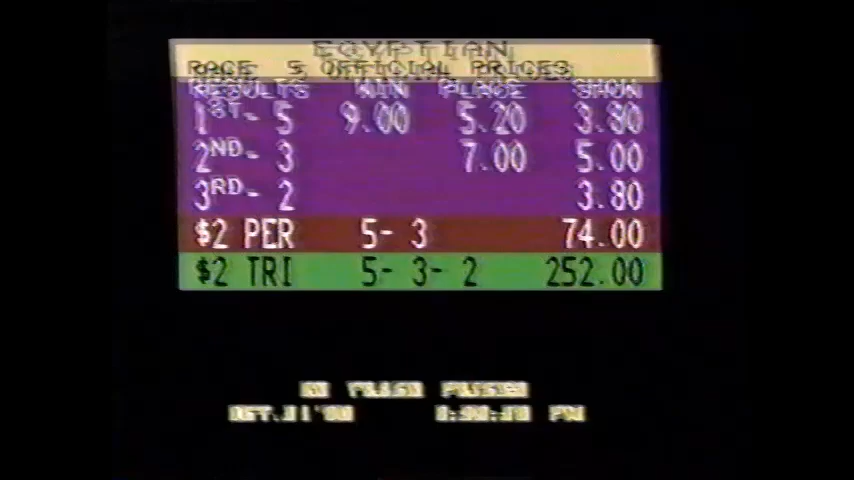 EGYPTIAN
RACE 5 OFFICIAL PRICES
RESULTS WIN PLACE SHOW
1ST- 5 9.00 5.20 3.80
2ND- 3 7.00 5.00
3RD- 2 3.80
$2 PER 5- 3 74.00
$2 TRI 5- 3- 2 252.00
PM